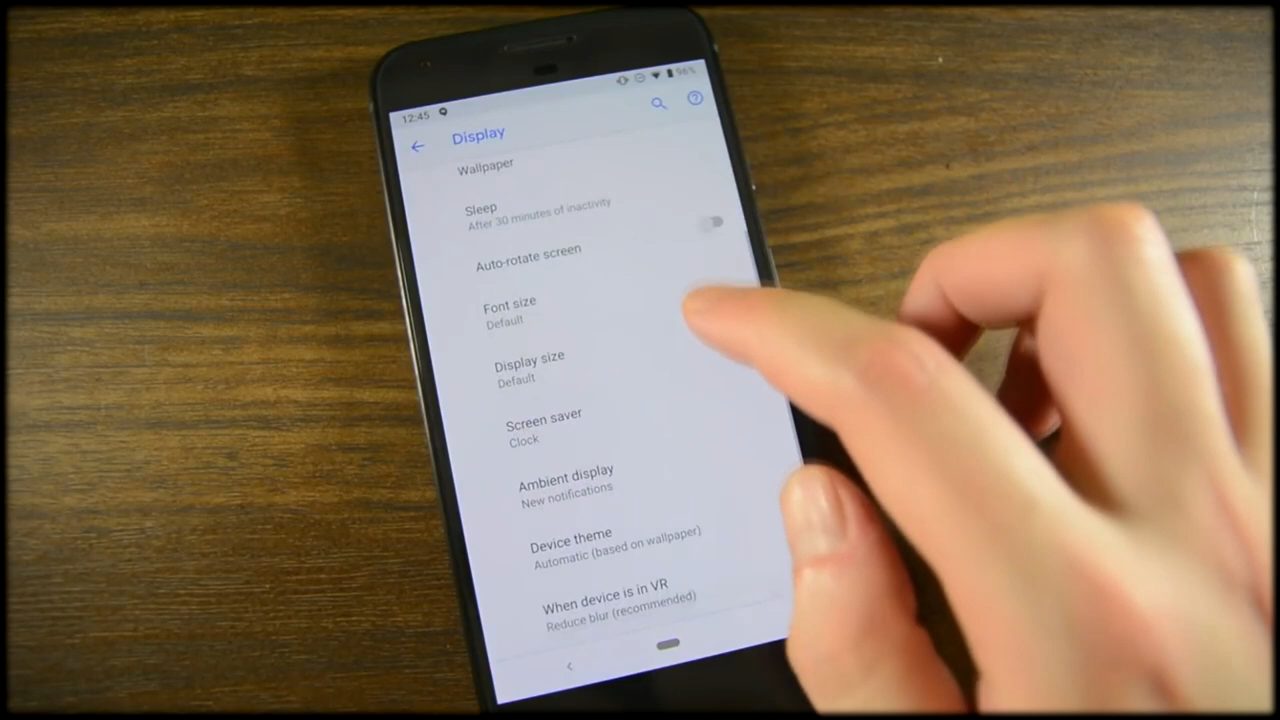 12:45
96%
Display
Wallpaper
Sleep
After 30 minutes of inactivity
Auto-rotate screen
Font size
Default
Display size
Default
Screen saver
Clock
Ambient display
New notifications
Device theme
Automatic (based on wallpaper)
When device is in VR
Reduce blur (recommended)